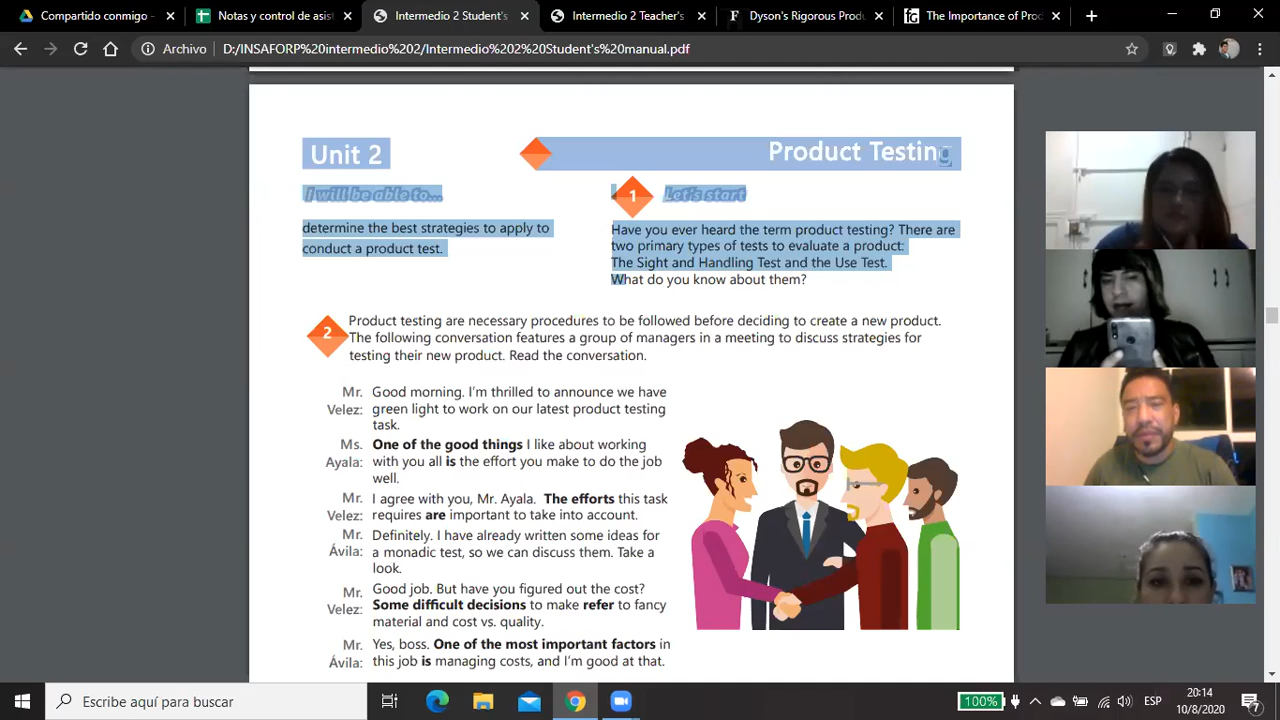 Compartido conmigo -
Notas y control de asis
Intermedio 2 Student's
Intermedio 2 Teacher's
Dyson's Rigorous Prod
The Importance of Proc
Archivo
D:/INSAFORP%20intermedio%202/Intermedio%202%20Student's%20manual.pdf
Unit 2
Product Testing
I will be able to...
determine the best strategies to apply to
conduct a product test.
1
Let's start
Have you ever heard the term product testing? There are
two primary types of tests to evaluate a product:
The Sight and Handling Test and the Use Test.
What do you know about them?
2
Product testing are necessary procedures to be followed before deciding to create a new product.
The following conversation features a group of managers in a meeting to discuss strategies for
testing their new product. Read the conversation.
Mr. Good morning. I'm thrilled to announce we have
Velez: green light to work on our latest product testing
task.
Ms. One of the good things I like about working
Ayala: with you all is the effort you make to do the job
well.
Mr. I agree with you, Mr. Ayala. The efforts this task
Velez: requires are important to take into account.
Mr. Definitely. I have already written some ideas for
Ávila: a monadic test, so we can discuss them. Take a
look.
Mr. Good job. But have you figured out the cost?
Velez: Some difficult decisions to make refer to fancy
material and cost vs. quality.
Mr. Yes, boss. One of the most important factors in
Ávila: this job is managing costs, and I'm good at that.
Escribe aquí para buscar
100%
ESP
20:14
10/8/2020
7